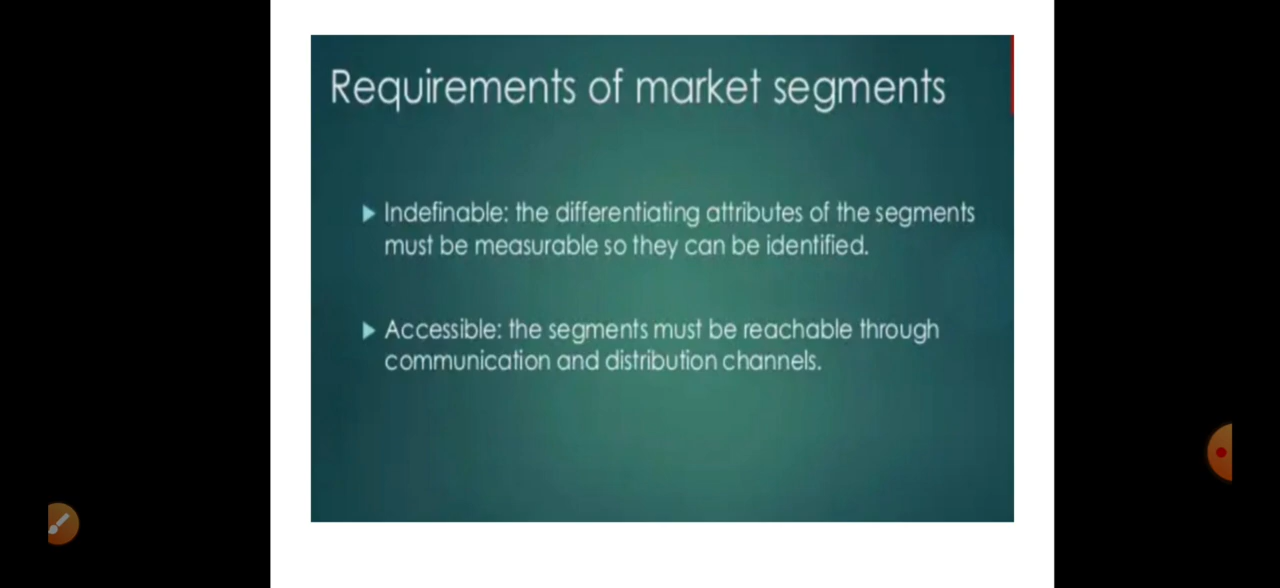 Requirements of market segments
Indefinable: the differentiating attributes of the segments
must be measurable so they can be identified.
Accessible: the segments must be reachable through
communication and distribution channels.